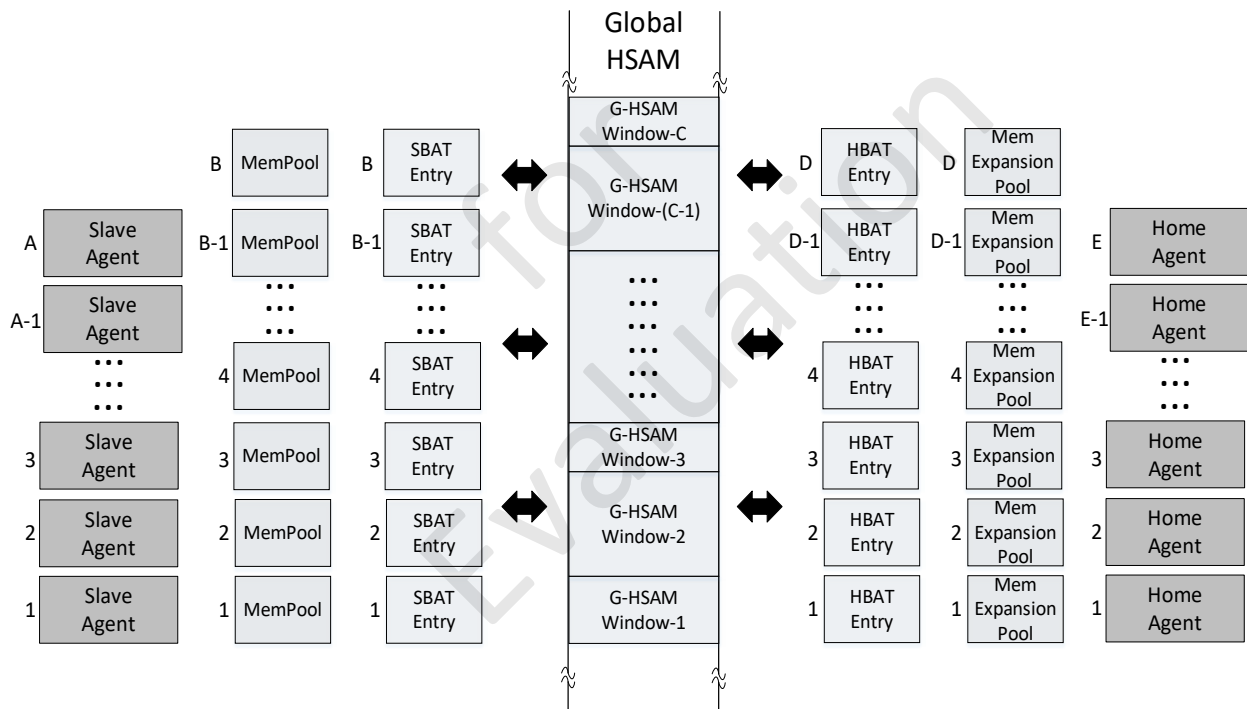 Global
HSAM
A
Slave
Agent
A-1
Slave
Agent
...
...
3
Slave
Agent
2
Slave
Agent
1
Slave
Agent
B
MemPool
B-1
MemPool
...
...
4
MemPool
3
MemPool
2
MemPool
1
MemPool
B
SBAT
Entry
B-1
SBAT
Entry
...
...
4
SBAT
Entry
3
SBAT
Entry
2
SBAT
Entry
1
SBAT
Entry
G-HSAM
Window-C
G-HSAM
Window-(C-1)
...
...
...
...
...
...
G-HSAM
Window-3
G-HSAM
Window-2
G-HSAM
Window-1
D
HBAT
Entry
D-1
HBAT
Entry
...
...
4
HBAT
Entry
3
HBAT
Entry
2
HBAT
Entry
1
HBAT
Entry
D
Mem
Expansion
Pool
D-1
Mem
Expansion
Pool
...
...
4
Mem
Expansion
Pool
3
Mem
Expansion
Pool
2
Mem
Expansion
Pool
1
Mem
Expansion
Pool
E
Home
Agent
E-1
Home
Agent
...
...
...
3
Home
Agent
2
Home
Agent
1
Home
Agent
for
Evaluation